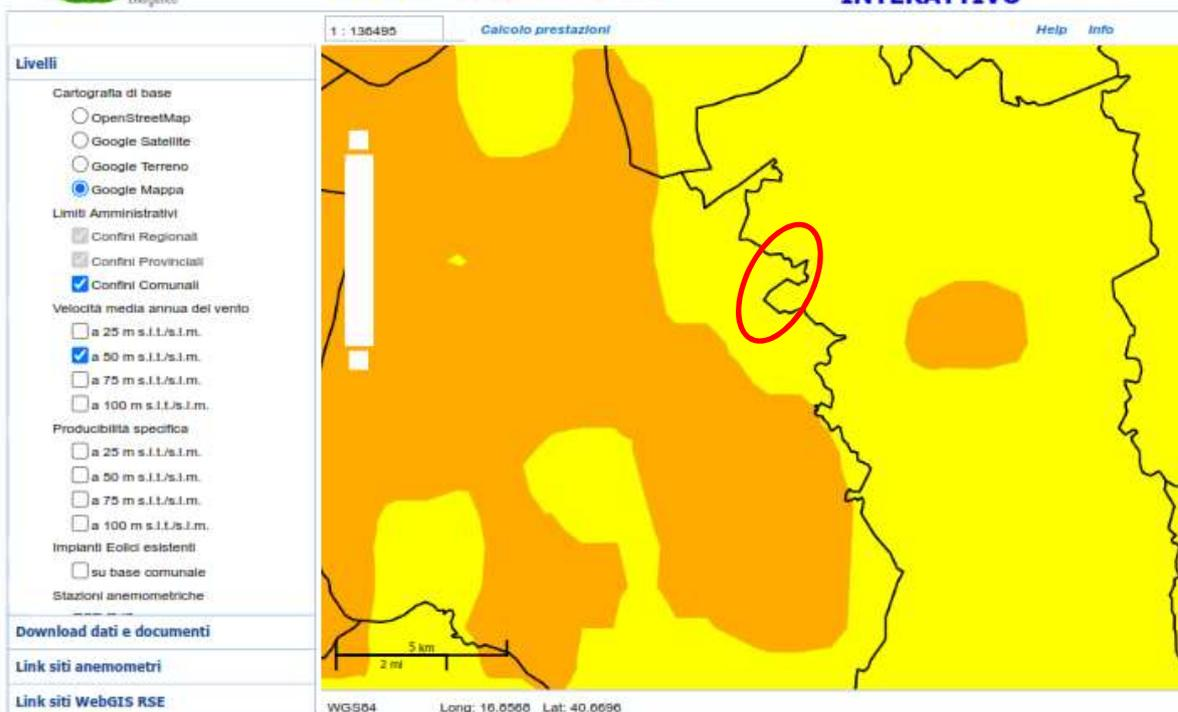 INTERATTIVO
1 : 136495
Calcolo prestazioni
Help Info
Livelli
Cartografia di base
OpenStreetMap
Google Satellite
Google Terreno
Google Mappa
Limiti Amministrativi
Confini Regionali
Confini Provinciali
Confini Comunali
Velocità media annua del vento
a 25 m s.l.t./s.l.m.
a 50 m s.l.t./s.l.m.
a 75 m s.l.t./s.l.m.
a 100 m s.l.t./s.l.m.
Producibilità specifica
a 25 m s.l.t./s.l.m.
a 50 m s.l.t./s.l.m.
a 75 m s.l.t./s.l.m.
a 100 m s.l.t./s.l.m.
Impianti Eolici esistenti
su base comunale
Stazioni anemometriche
Download dati e documenti
Link siti anemometri
Link siti WebGIS RSE
5 km
2 mi
WGS84 Long: 16.8568 Lat: 40.6696